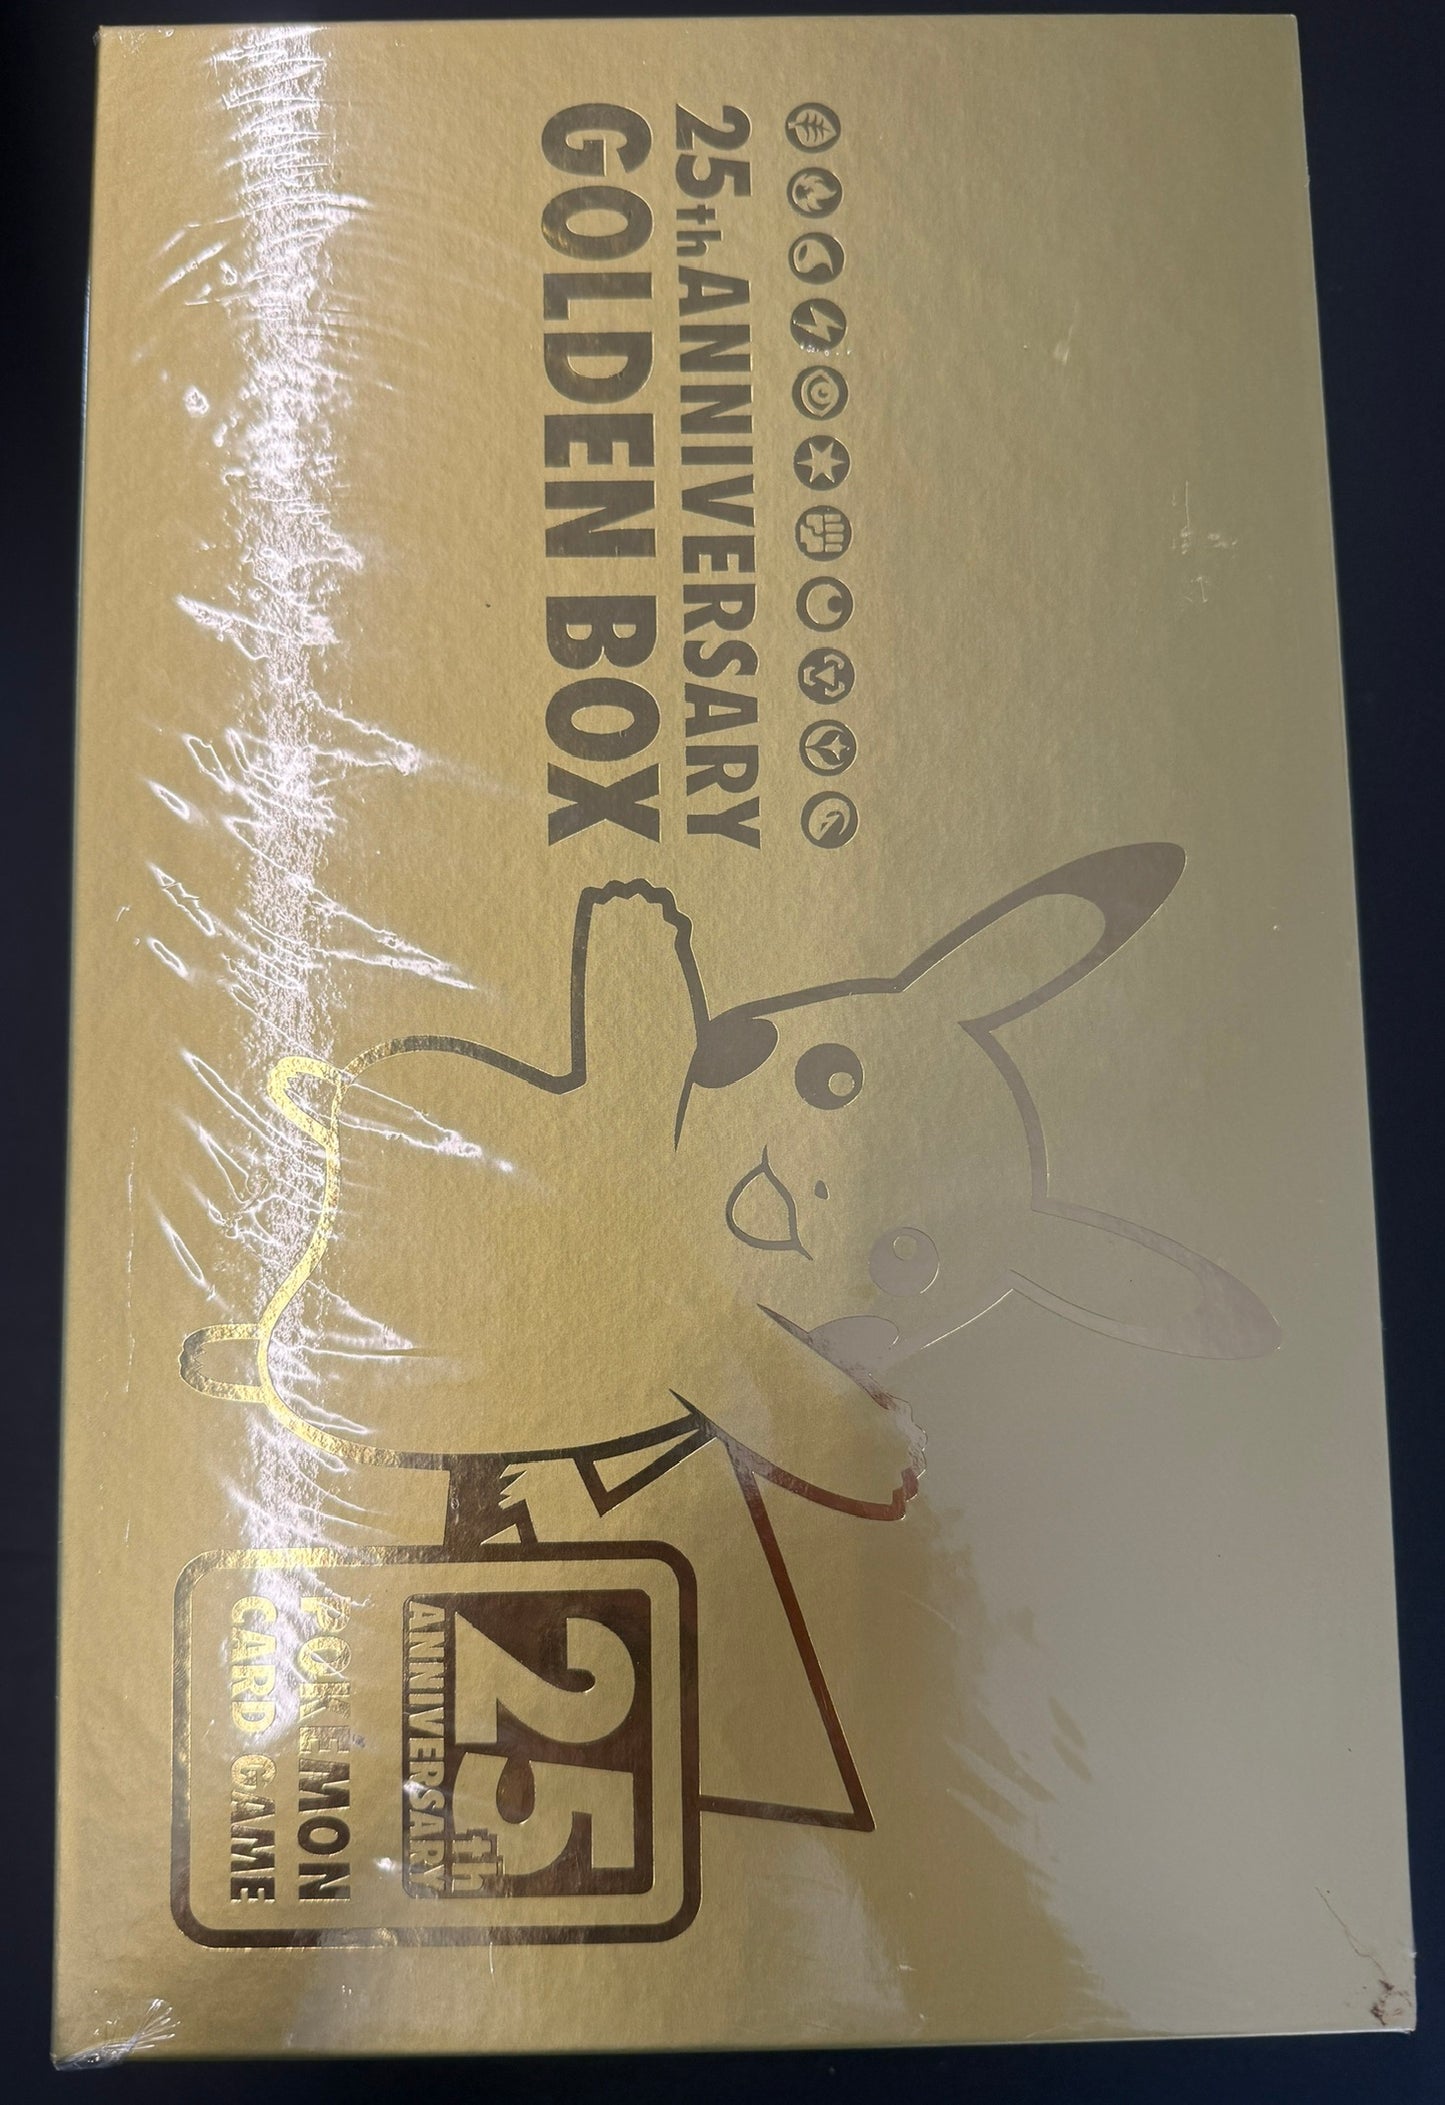 25th ANNIVERSARY
GOLDEN BOX
25th
ANNIVERSARY
POKÉMON
CARD GAME